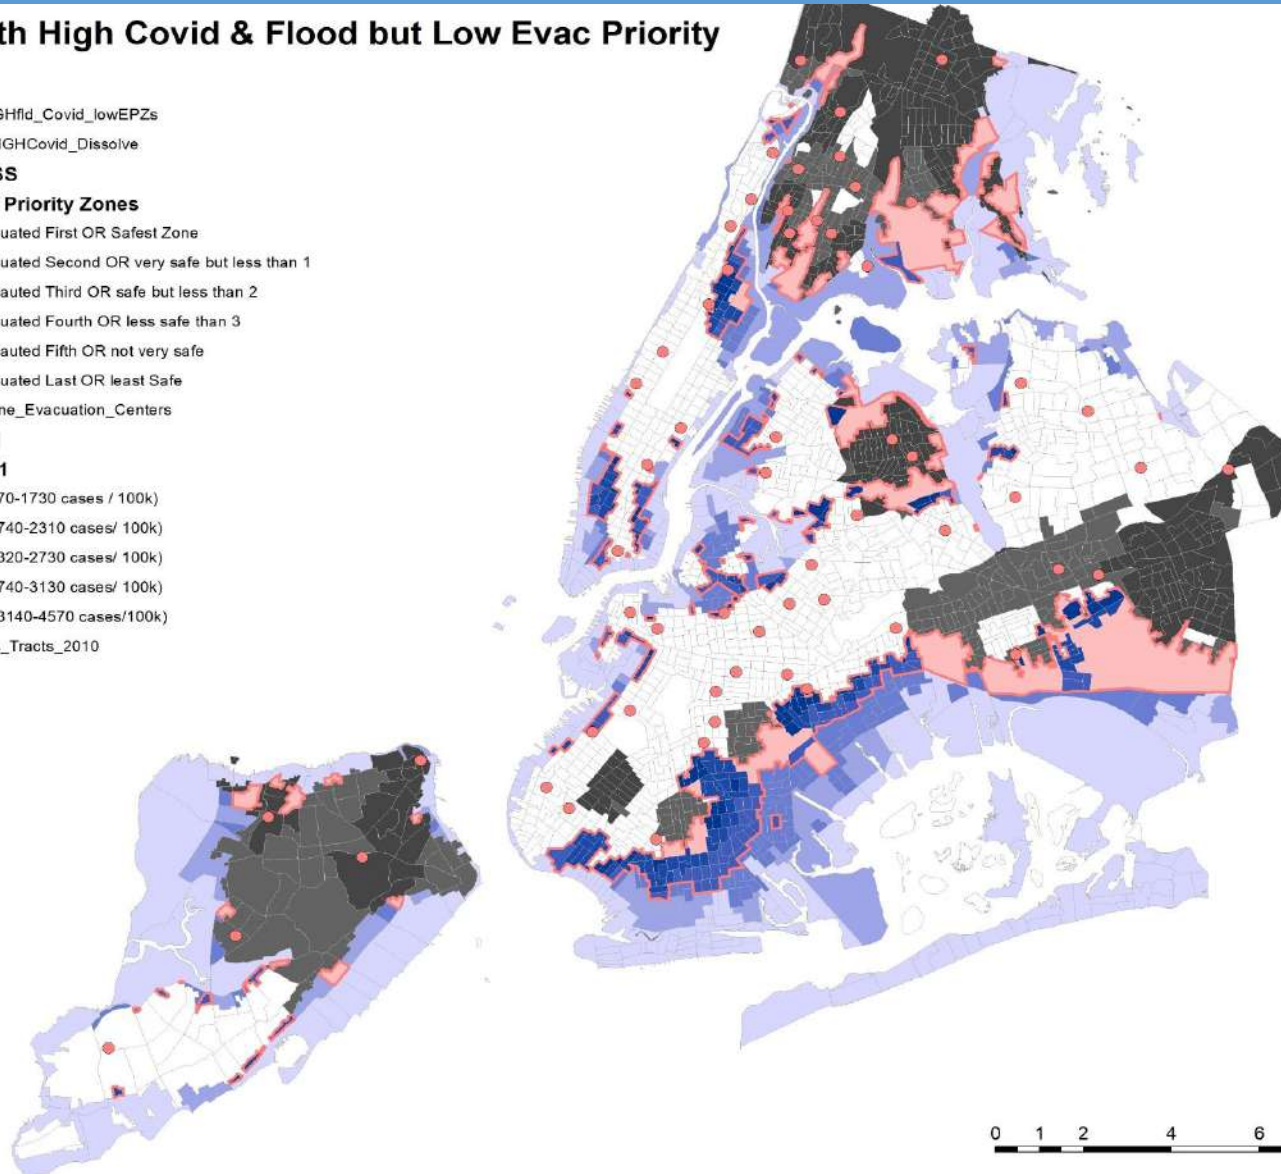 th High Covid & Flood but Low Evac Priority
GHfld_Covid_lowEPZs
IGHCovid_Dissolve
SS
Priority Zones
uated First OR Safest Zone
uated Second OR very safe but less than 1
auted Third OR safe but less than 2
uated Fourth OR less safe than 3
auted Fifth OR not very safe
uated Last OR least Safe
ne_Evacuation_Centers
1
70-1730 cases / 100k)
740-2310 cases/ 100k)
320-2730 cases/ 100k)
740-3130 cases/ 100k)
3140-4570 cases/100k)
_Tracts_2010
0 1 2 4 6